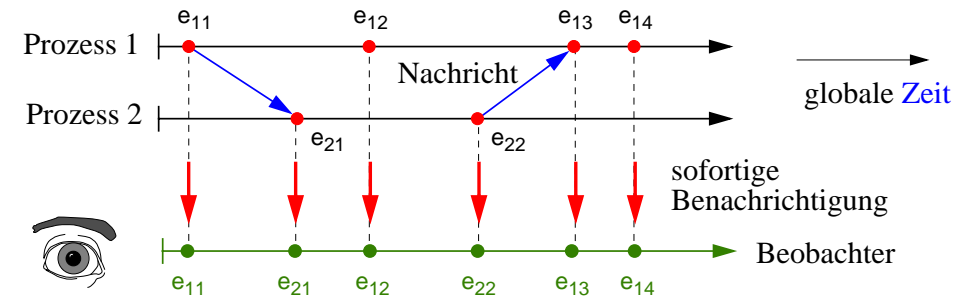 e11 e12 e13 e14
Prozess 1
Nachricht
globale Zeit
Prozess 2
e21 e22
sofortige
Benachrichtigung
Beobachter
e11 e21 e12 e22 e13 e14